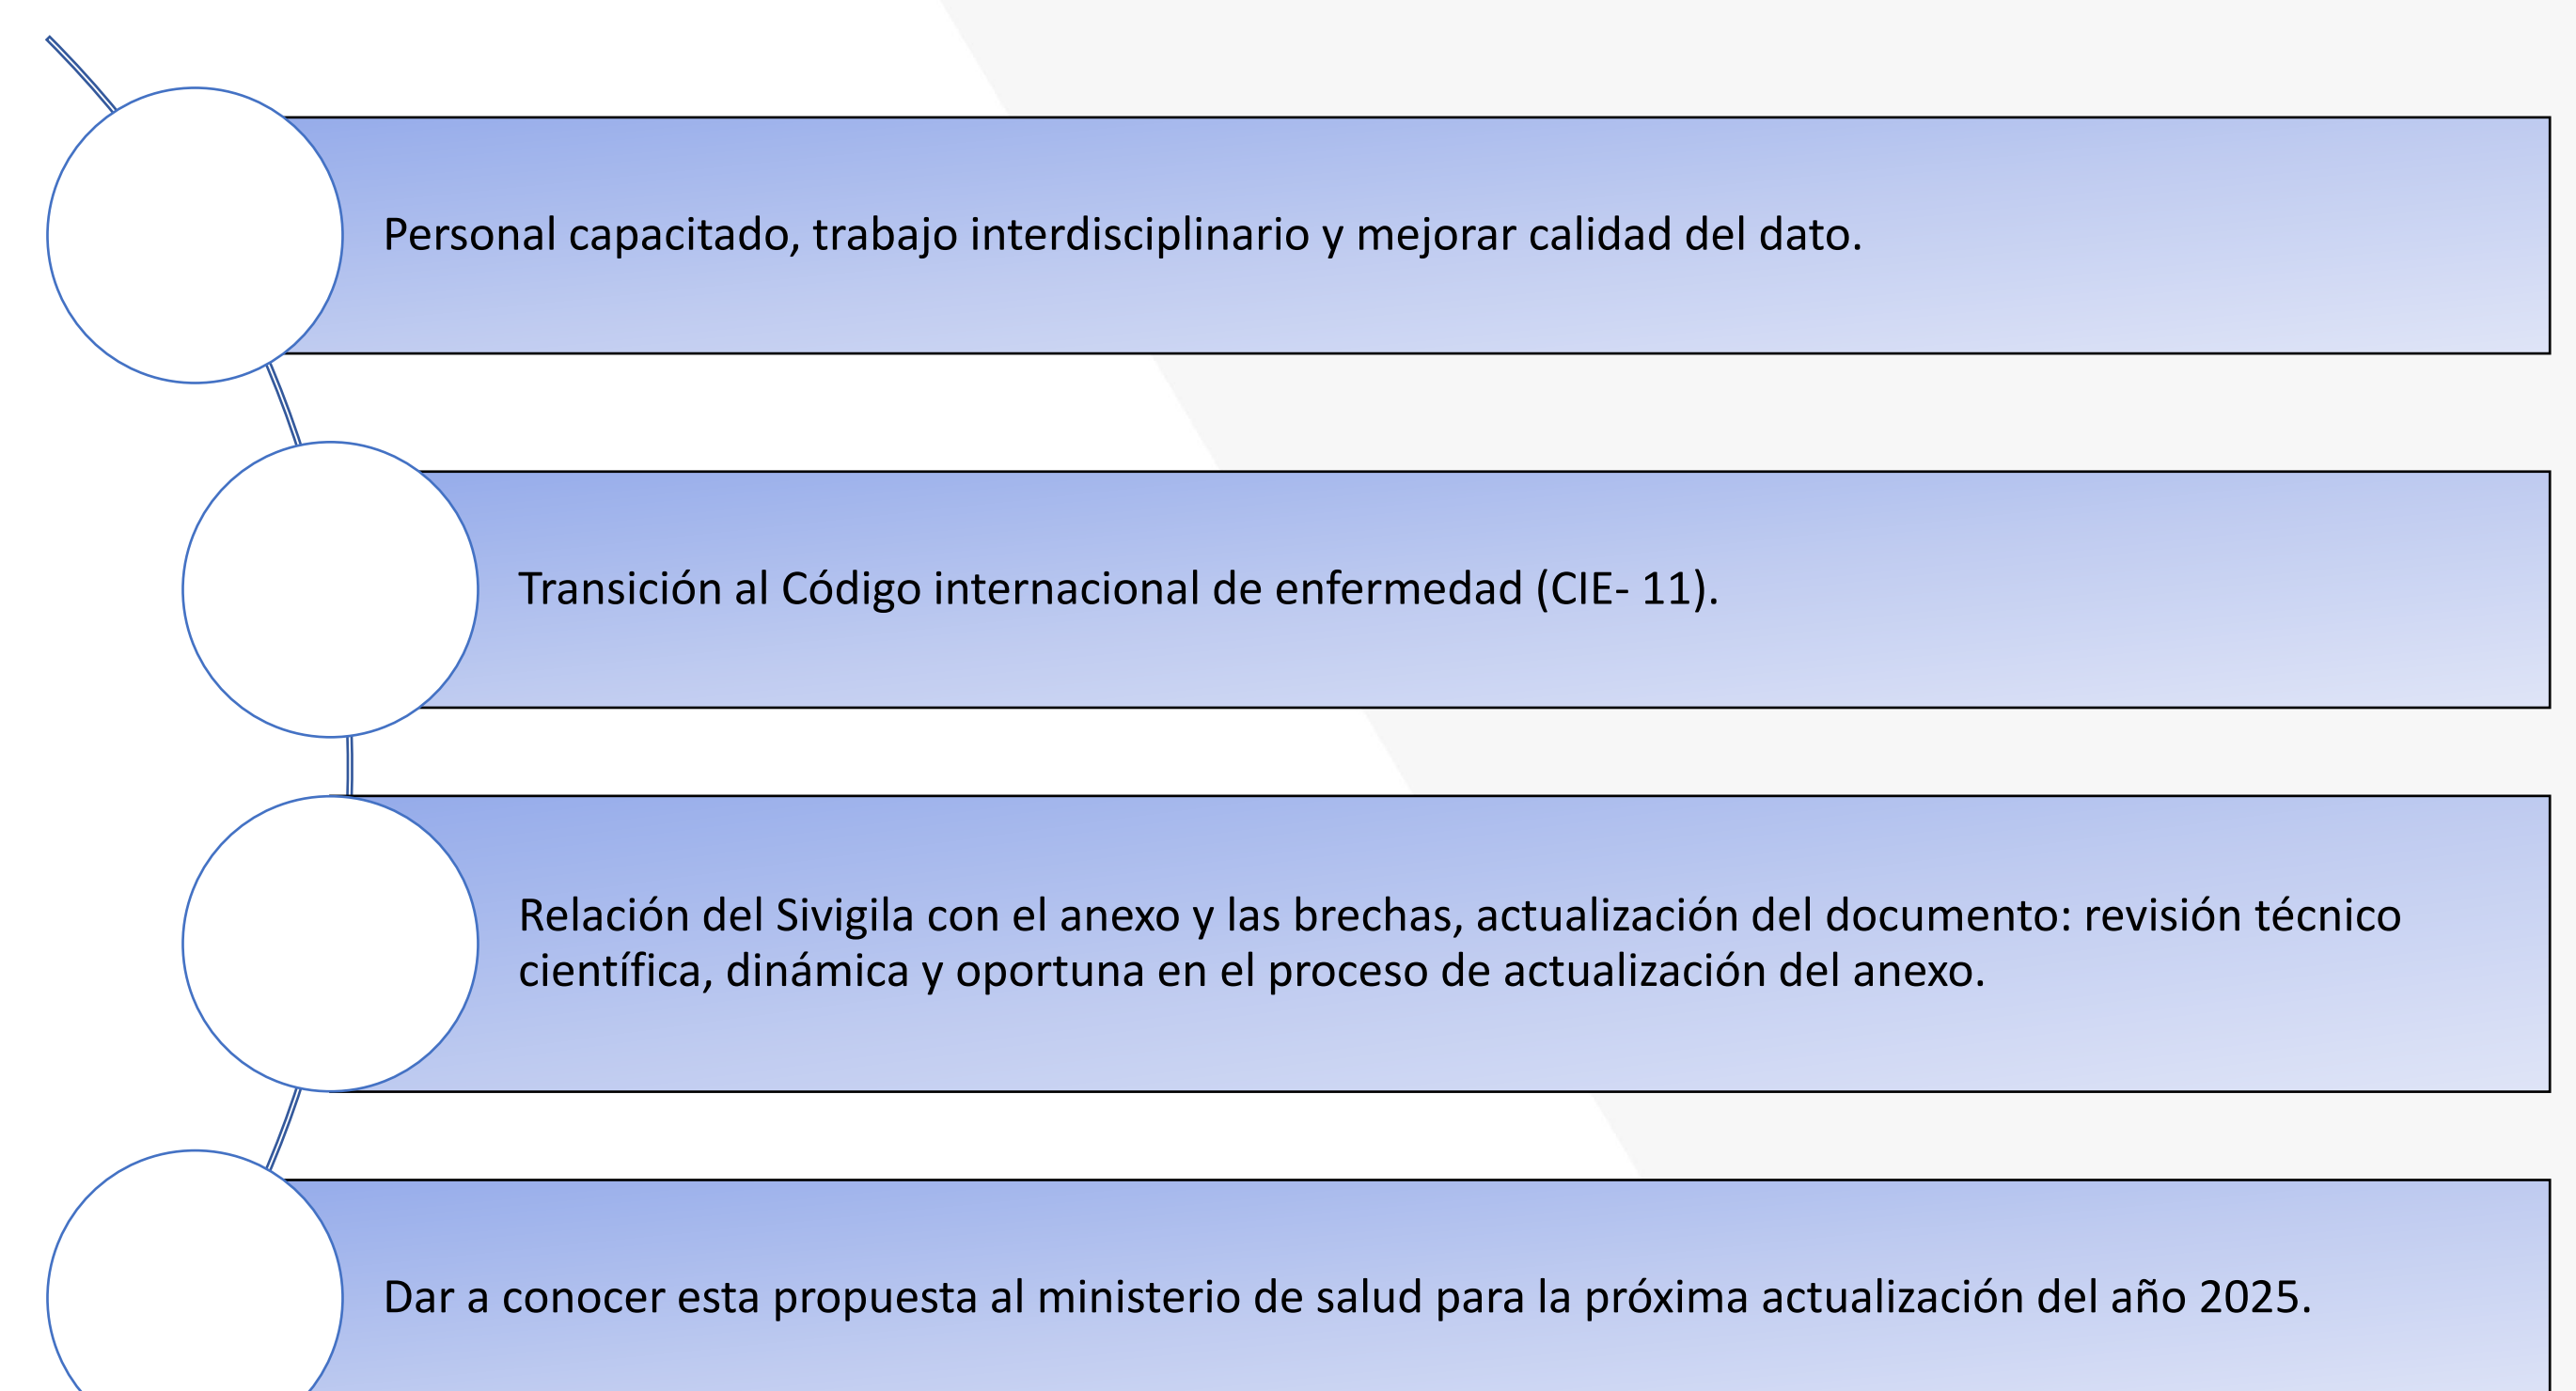 Personal capacitado, trabajo interdisciplinario y mejorar calidad del dato.
Transición al Código internacional de enfermedad (CIE- 11).
Relación del Sivigila con el anexo y las brechas, actualización del documento: revisión técnico
científica, dinámica y oportuna en el proceso de actualización del anexo.
Dar a conocer esta propuesta al ministerio de salud para la próxima actualización del año 2025.